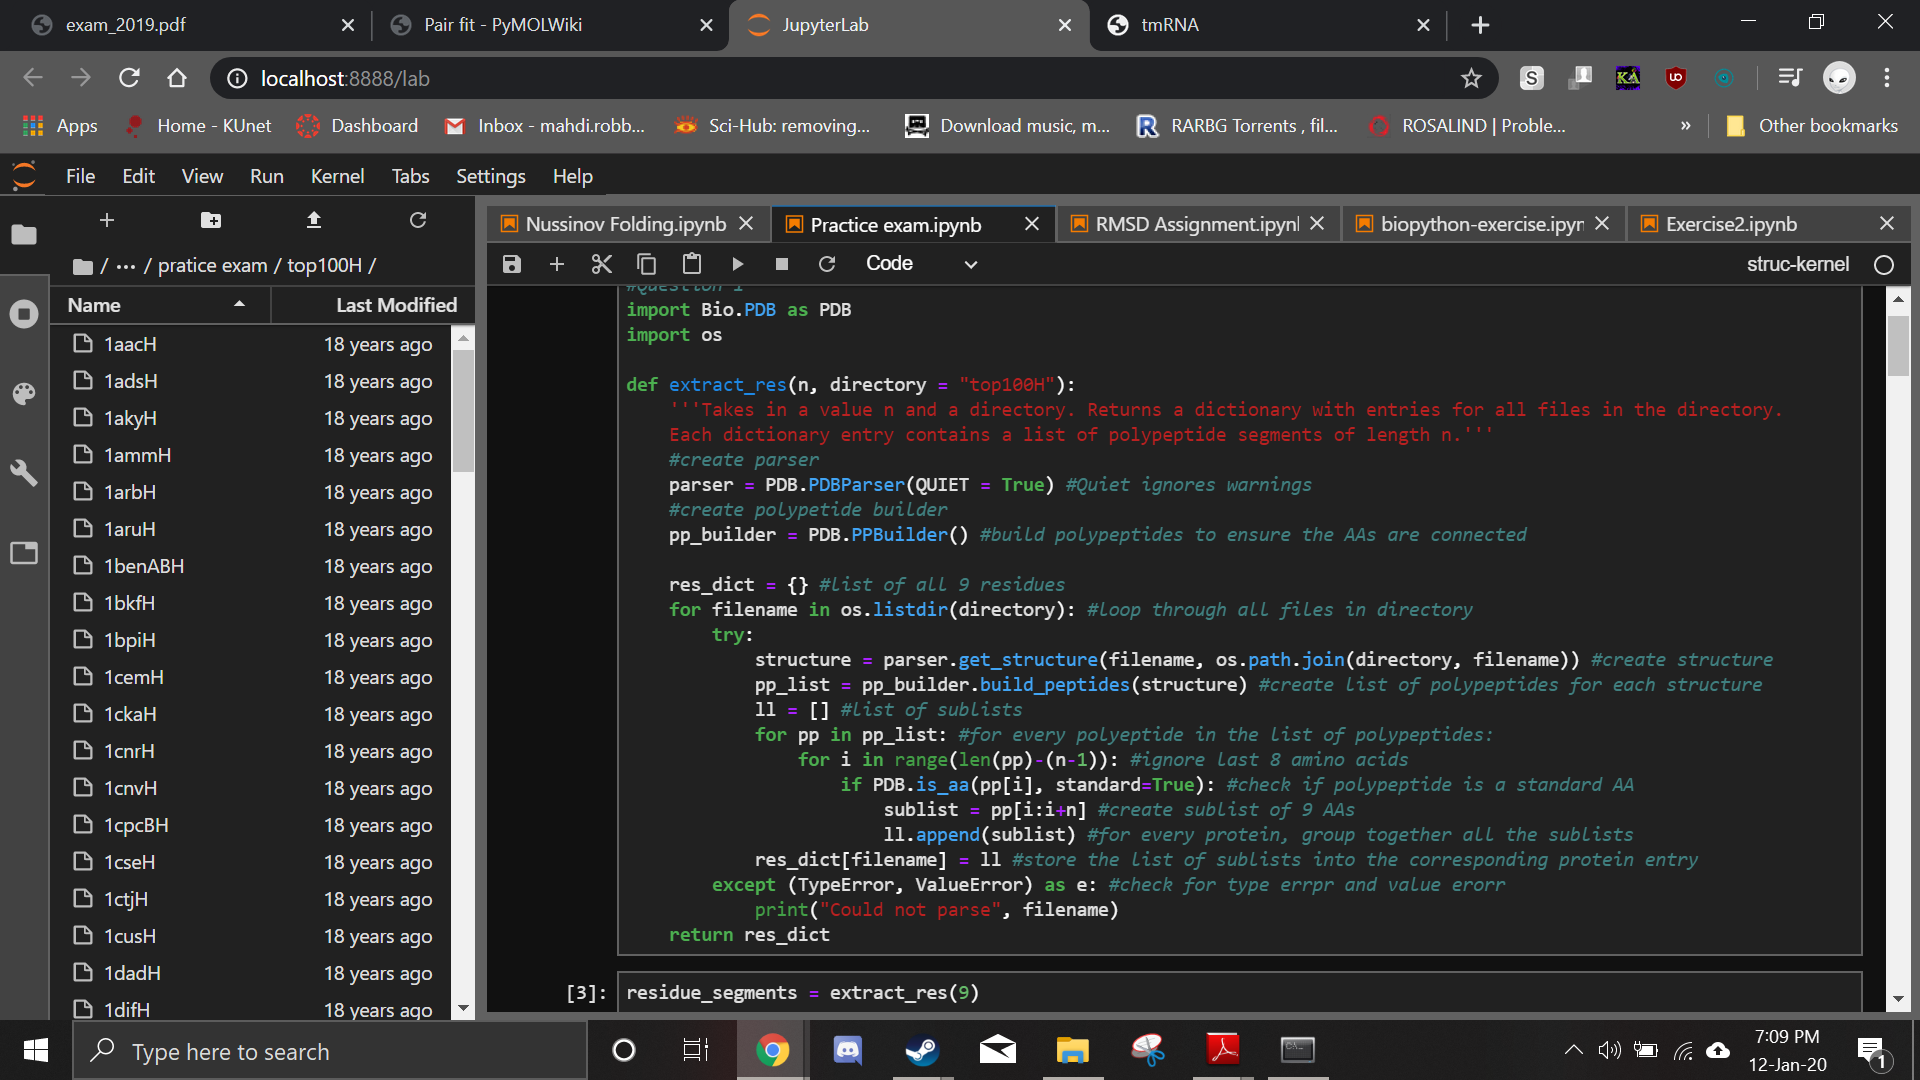 exam_2019.pdf
Pair fit - PyMOLWiki
JupyterLab
tmRNA
localhost:8888/lab
Apps
Home - KUnet
Dashboard
Inbox - mahdi.robb...
Sci-Hub: removing...
Download music, m...
RARBG Torrents , fil...
ROSALIND | Proble...
»
Other bookmarks
File Edit View Run Kernel Tabs Settings Help
/ ... / pratice exam / top100H /
Name Last Modified
1aacH 18 years ago
1adsH 18 years ago
1akyH 18 years ago
1ammH 18 years ago
1arbH 18 years ago
1aruH 18 years ago
1benABH 18 years ago
1bkfH 18 years ago
1bpiH 18 years ago
1cemH 18 years ago
1ckaH 18 years ago
1cnrH 18 years ago
1cnvH 18 years ago
1cpcBH 18 years ago
1cseH 18 years ago
1ctjH 18 years ago
1cusH 18 years ago
1dadH 18 years ago
1difH 18 years ago
Nussinov Folding.ipynb
Practice exam.ipynb
RMSD Assignment.ipynl
biopython-exercise.ipyr
Exercise2.ipynb
Code
struc-kernel
#Question 1
import Bio.PDB as PDB
import os
def extract_res(n, directory = "top100H"):
'''Takes in a value n and a directory. Returns a dictionary with entries for all files in the directory.
Each dictionary entry contains a list of polypeptide segments of length n.'''
#create parser
parser = PDB.PDBParser(QUIET = True) #Quiet ignores warnings
#create polypetide builder
pp_builder = PDB.PPBuilder() #build polypeptides to ensure the AAs are connected
res_dict = {} #list of all 9 residues
for filename in os.listdir(directory): #loop through all files in directory
try:
structure = parser.get_structure(filename, os.path.join(directory, filename)) #create structure
pp_list = pp_builder.build_peptides(structure) #create list of polypeptides for each structure
ll = [] #list of sublists
for pp in pp_list: #for every polyeptide in the list of polypeptides:
for i in range(len(pp)-(n-1)): #ignore last 8 amino acids
if PDB.is_aa(pp[i], standard=True): #check if polypeptide is a standard AA
sublist = pp[i:i+n] #create sublist of 9 AAs
ll.append(sublist) #for every protein, group together all the sublists
res_dict[filename] = ll #store the list of sublists into the corresponding protein entry
except (TypeError, ValueError) as e: #check for type errpr and value erorr
print("Could not parse", filename)
return res_dict
[3]: residue_segments = extract_res(9)
Type here to search
7:09 PM
12-Jan-20
1